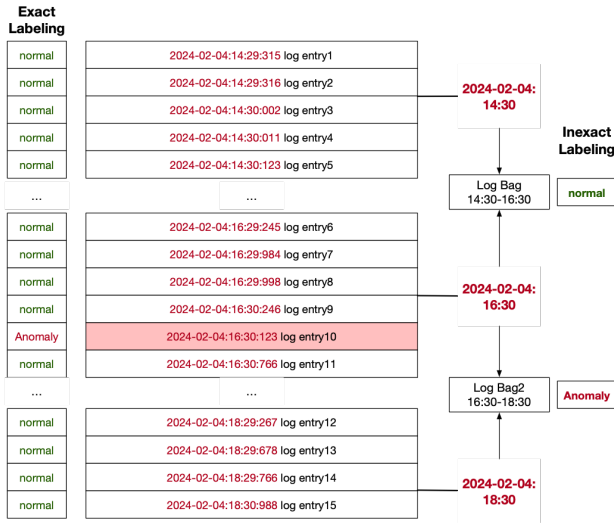 Exact
Labeling
normal 2024-02-04:14:29:315 log entry1
normal 2024-02-04:14:29:316 log entry2
normal 2024-02-04:14:30:002 log entry3
normal 2024-02-04:14:30:011 log entry4
normal 2024-02-04:14:30:123 log entry5
... ...
normal 2024-02-04:16:29:245 log entry6
normal 2024-02-04:16:29:984 log entry7
normal 2024-02-04:16:29:998 log entry8
normal 2024-02-04:16:30:246 log entry9
Anomaly 2024-02-04:16:30:123 log entry10
normal 2024-02-04:16:30:766 log entry11
... ...
normal 2024-02-04:18:29:267 log entry12
normal 2024-02-04:18:29:678 log entry13
normal 2024-02-04:18:29:766 log entry14
normal 2024-02-04:18:30:988 log entry15
2024-02-04:
14:30
Inexact
Labeling
Log Bag
14:30-16:30
normal
2024-02-04:
16:30
Log Bag2
16:30-18:30
Anomaly
2024-02-04:
18:30